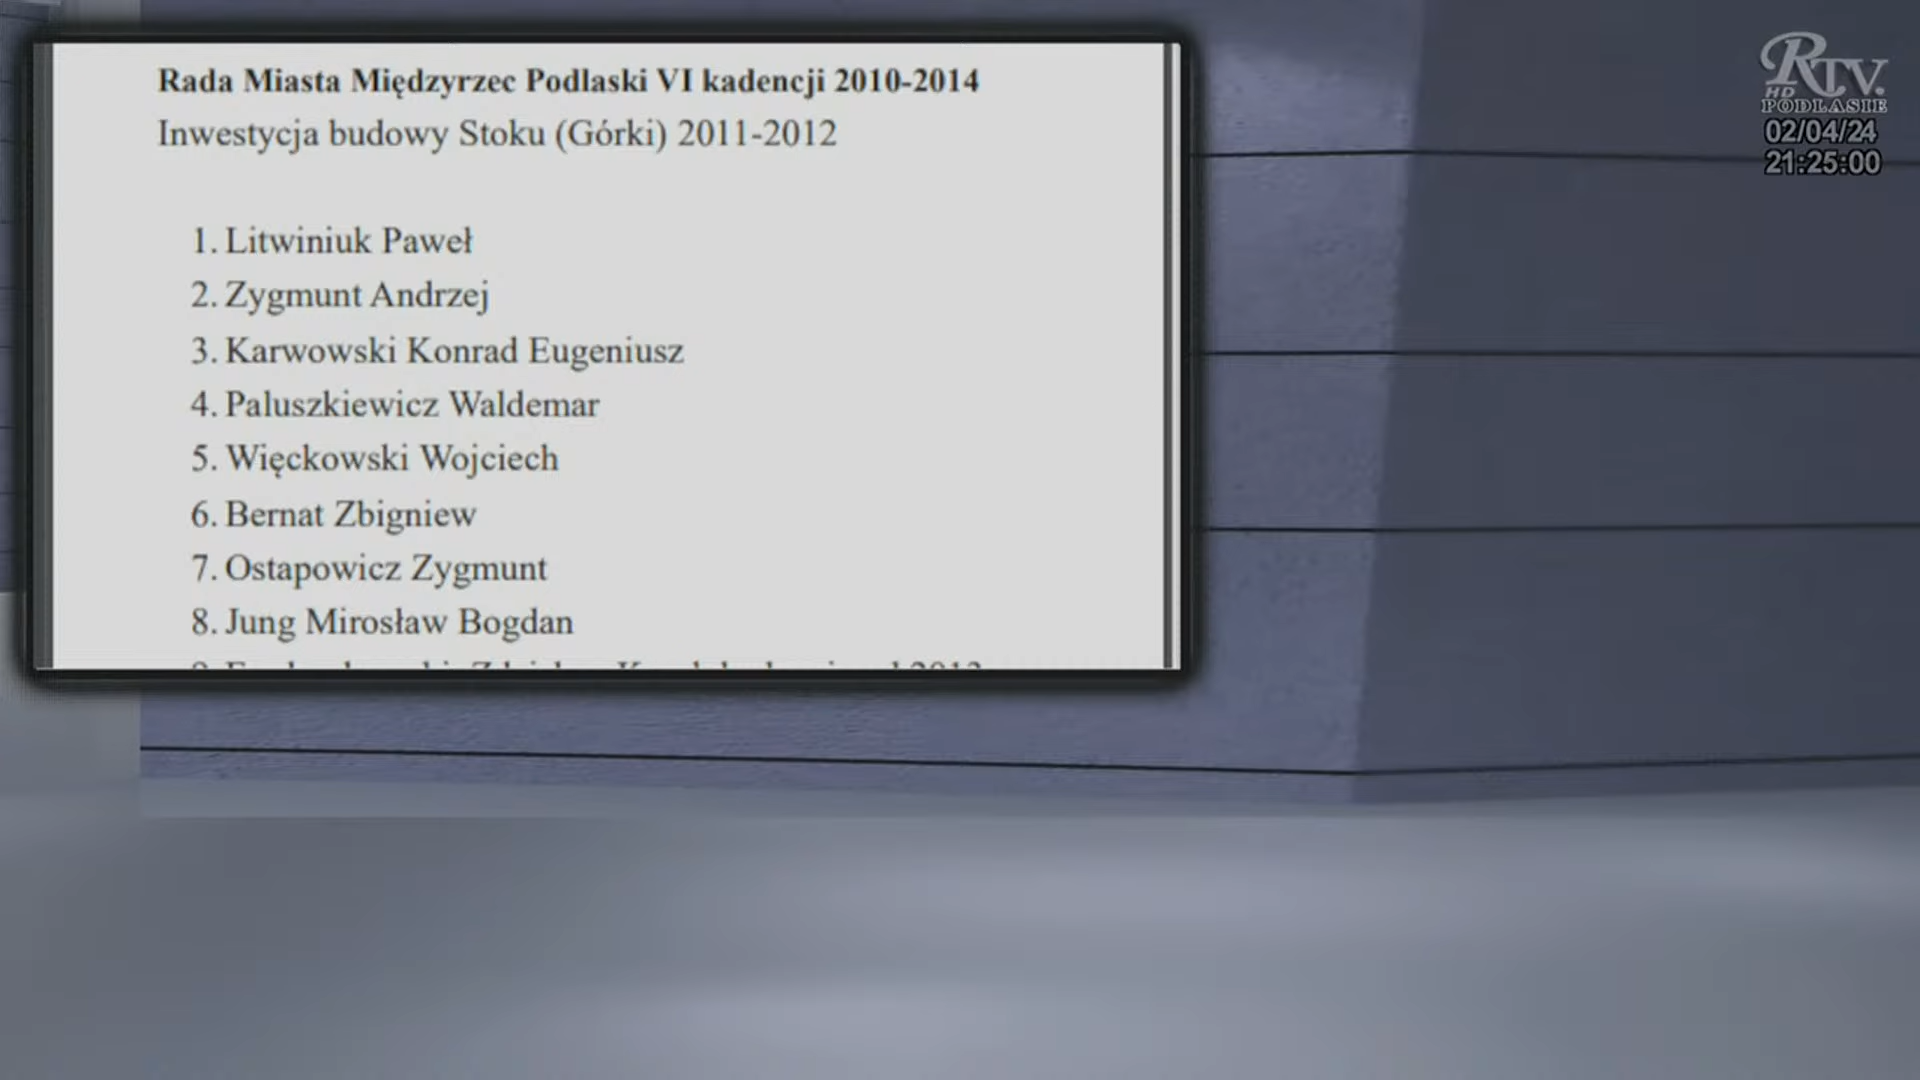 Rada Miasta Międzyrzec Podlaski VI kadencji 2010-2014
Inwestycja budowy Stoku (Górki) 2011-2012
1. Litwiniuk Paweł
2. Zygmunt Andrzej
3. Karwowski Konrad Eugeniusz
4. Paluszkiewicz Waldemar
5. Więckowski Wojciech
6. Bernat Zbigniew
7. Ostapowicz Zygmunt
8. Jung Mirosław Bogdan
RTV.
HD
PODLASIE
02/04/24
21:25:00